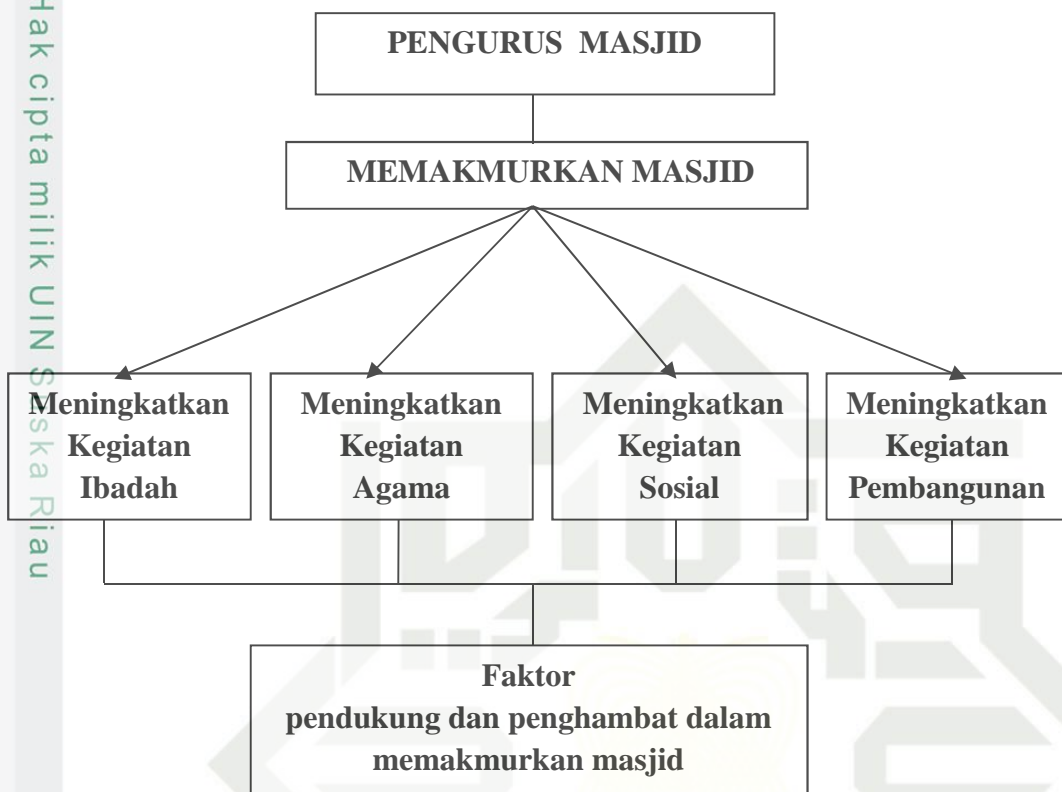 Hak cipta milik UIN Suska Riau
PENGURUS MASJID
MEMAKMURKAN MASJID
Meningkatkan
Kegiatan
Ibadah
Meningkatkan
Kegiatan
Agama
Meningkatkan
Kegiatan
Sosial
Meningkatkan
Kegiatan
Pembangunan
Faktor
pendukung dan penghambat dalam
memakmurkan masjid